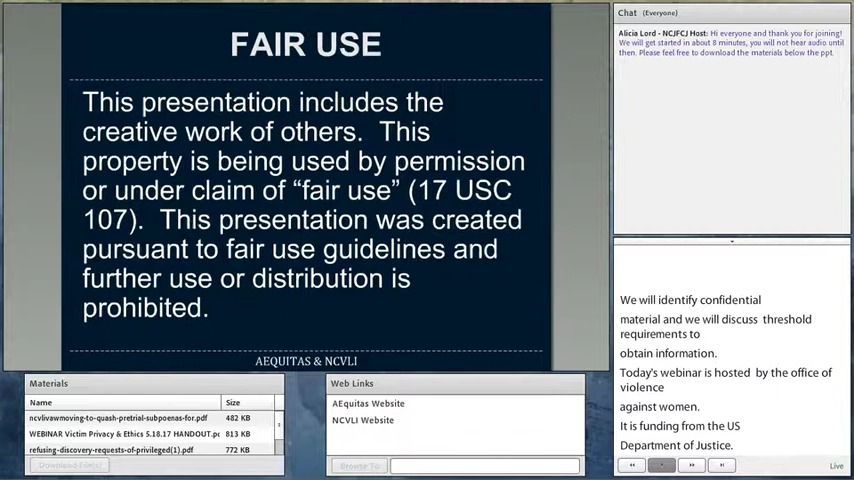 FAIR USE
This presentation includes the
creative work of others.  This
property is being used by permission
or under claim of “fair use” (17 USC
107).  This presentation was created
pursuant to fair use guidelines and
further use or distribution is
prohibited.
AEQUITAS & NCVLI
Chat (Everyone)
Alicia Lord - NCJFCJ Host: Hi everyone and thank you for joining!
We will get started in about 8 minutes, you will not hear audio until
then. Please feel free to download the materials below the ppt.
We will identify confidential
material and we will discuss threshold
requirements to
obtain information.
Today's webinar is hosted by the office of
violence
against women.
It is funding from the US
Department of Justice.
Live
Materials
Name Size
ncvlivawmoving-to-quash-pretrial-subpoenas-for.pdf 482 KB
WEBINAR Victim Privacy & Ethics 5.18.17 HANDOUT.pc 813 KB
refusing-discovery-requests-of-privileged(1).pdf 772 KB
Download File(s)
Web Links
AEquitas Website
NCVLI Website
Browse To